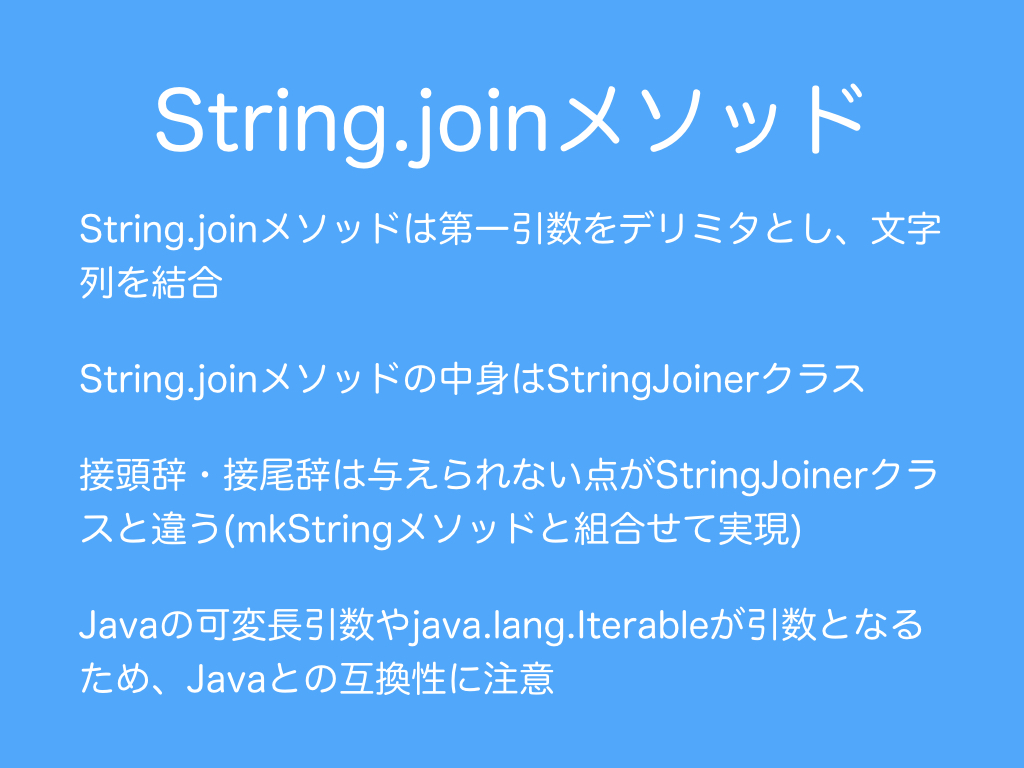 String.joinメソッド
String.joinメソッドは第一引数をデリミタとし、文字
列を結合
String.joinメソッドの中身はStringJoinerクラス
接頭辞・接尾辞は与えられない点がStringJoinerクラ
スと違う(mkStringメソッドと組合せて実現)
Javaの可変長引数やjava.lang.Iterableが引数となる
ため、Javaとの互換性に注意